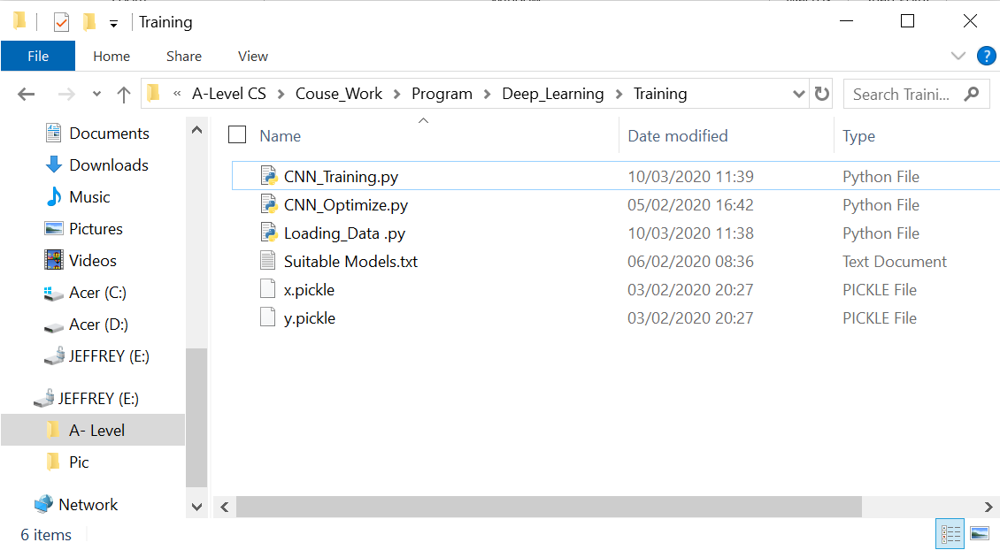 Training
File Home Share View
« A-Level CS > Couse_Work > Program > Deep_Learning > Training
Search Traini...
Documents
Downloads
Music
Pictures
Videos
Acer (C:)
Acer (D:)
JEFFREY (E:)
JEFFREY (E:)
A- Level
Pic
Network
Name Date modified Type
CNN_Training.py 10/03/2020 11:39 Python File
CNN_Optimize.py 05/02/2020 16:42 Python File
Loading_Data .py 10/03/2020 11:38 Python File
Suitable Models.txt 06/02/2020 08:36 Text Document
x.pickle 03/02/2020 20:27 PICKLE File
y.pickle 03/02/2020 20:27 PICKLE File
6 items